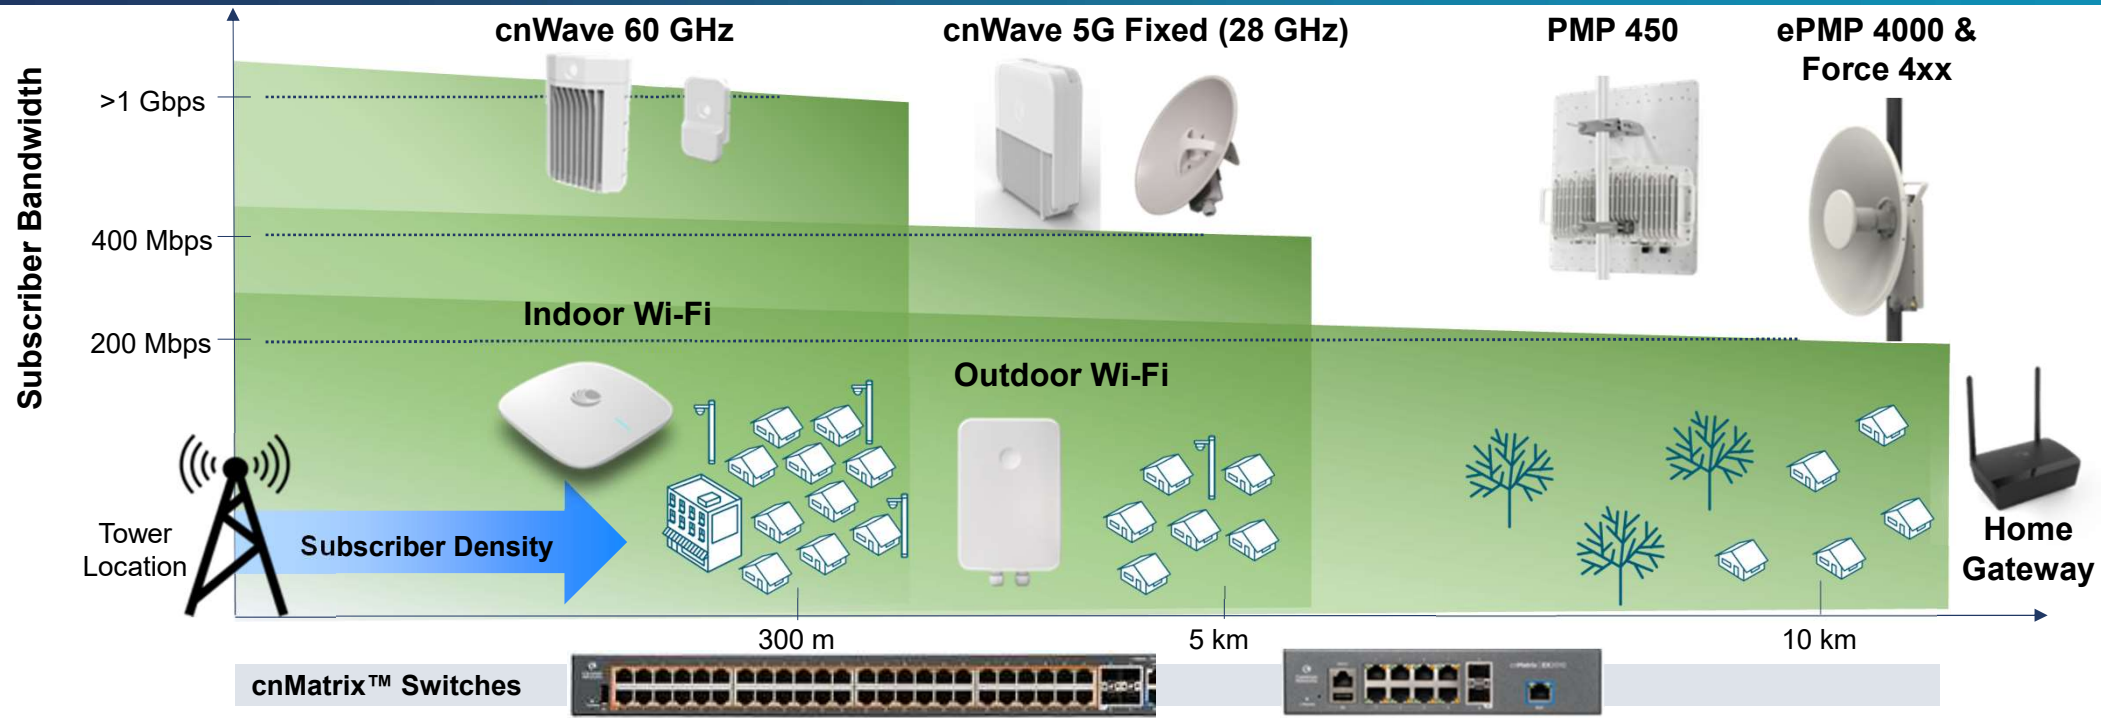 cnWave 60 GHz
cnWave 5G Fixed (28 GHz)
PMP 450
ePMP 4000 &
Force 4xx
Subscriber Bandwidth
>1 Gbps
400 Mbps
200 Mbps
Indoor Wi-Fi
Outdoor Wi-Fi
Tower
Location
Subscriber Density
Home
Gateway
300 m
5 km
10 km
cnMatrix™ Switches